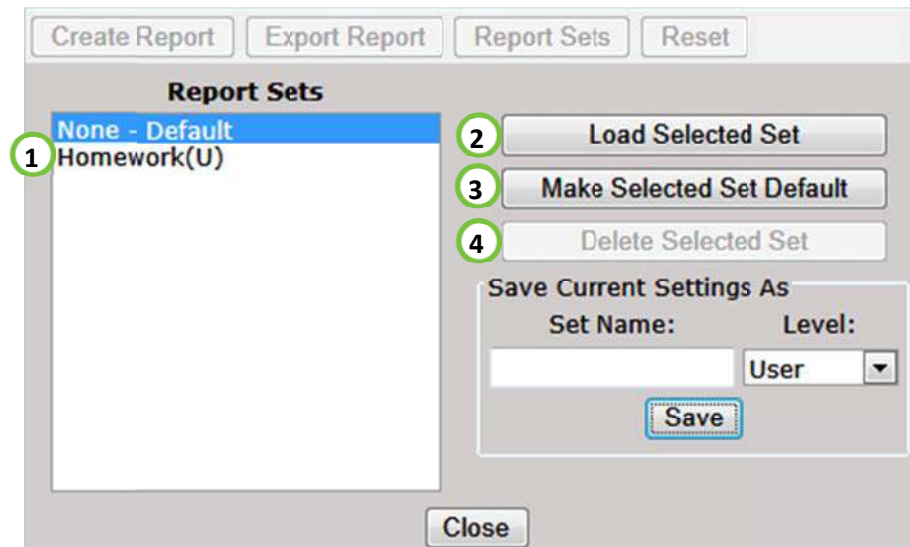 Create Report Export Report Report Sets Reset
Report Sets
None - Default
1 Homework(U)
2 Load Selected Set
3 Make Selected Set Default
4 Delete Selected Set
Save Current Settings As
Set Name: Level:
User
Save
Close